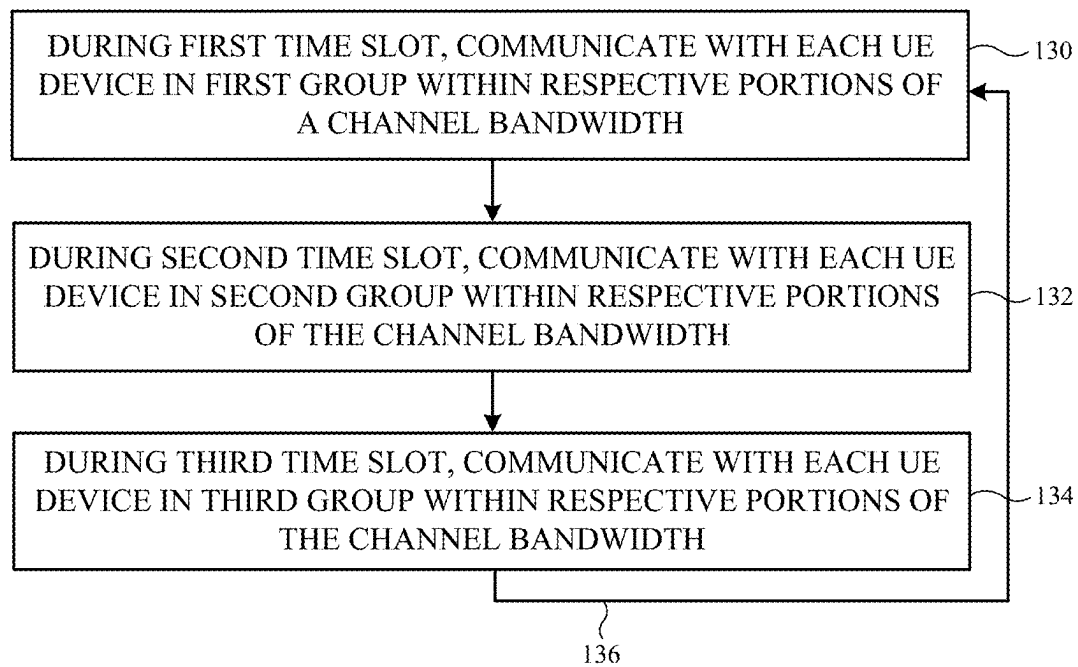 DURING FIRST TIME SLOT, COMMUNICATE WITH EACH UE
DEVICE IN FIRST GROUP WITHIN RESPECTIVE PORTIONS OF
A CHANNEL BANDWIDTH
130
DURING SECOND TIME SLOT, COMMUNICATE WITH EACH UE
DEVICE IN SECOND GROUP WITHIN RESPECTIVE PORTIONS
OF THE CHANNEL BANDWIDTH
132
DURING THIRD TIME SLOT, COMMUNICATE WITH EACH UE
DEVICE IN THIRD GROUP WITHIN RESPECTIVE PORTIONS OF
THE CHANNEL BANDWIDTH
134
136